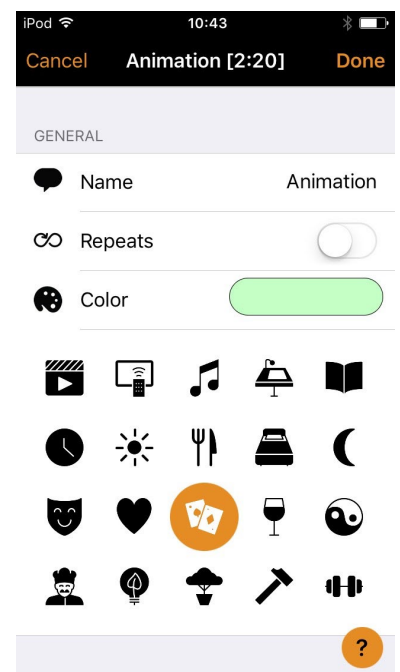 iPod 10:43
Cancel Animation [2:20] Done
GENERAL
Name Animation
Repeats
Color
?